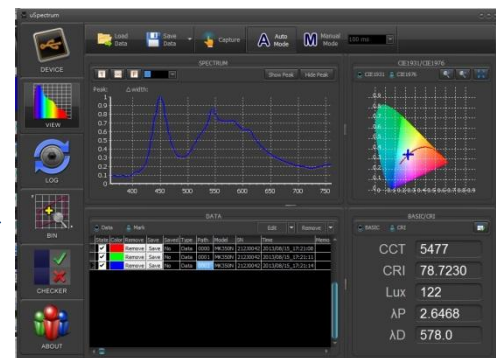 uSpectrum
Load Data
Save Data
Capture
A Auto Mode
M Manual Mode
100 ms
DEVICE
VIEW
LOG
BIN
CHECKER
ABOUT
SPECTRUM
Show Peak Hide Peak
Peak: △width:
1
0.9
0.8
0.7
0.6
0.5
0.4
0.3
0.2
0.1
0
400 450 500 550 600 650 700 750
CIE1931/CIE1976
CIE1931 CIE1976
DATA
Data Mark Edit Remove
State Color Remove Save Saved Type Path Model SN Time Memo
Remove Save No Data 0000 MK350N 212J0042 2013/08/15_17:21:08
Remove Save No Data 0001 MK350N 212J0042 2013/08/15_17:21:11
Remove Save No Data MK350N 212J0042 2013/08/15_17:21:14
BASIC/CRI
BASIC CRI
CCT 5477
CRI 78.7230
Lux 122
λP 2.6468
λD 578.0